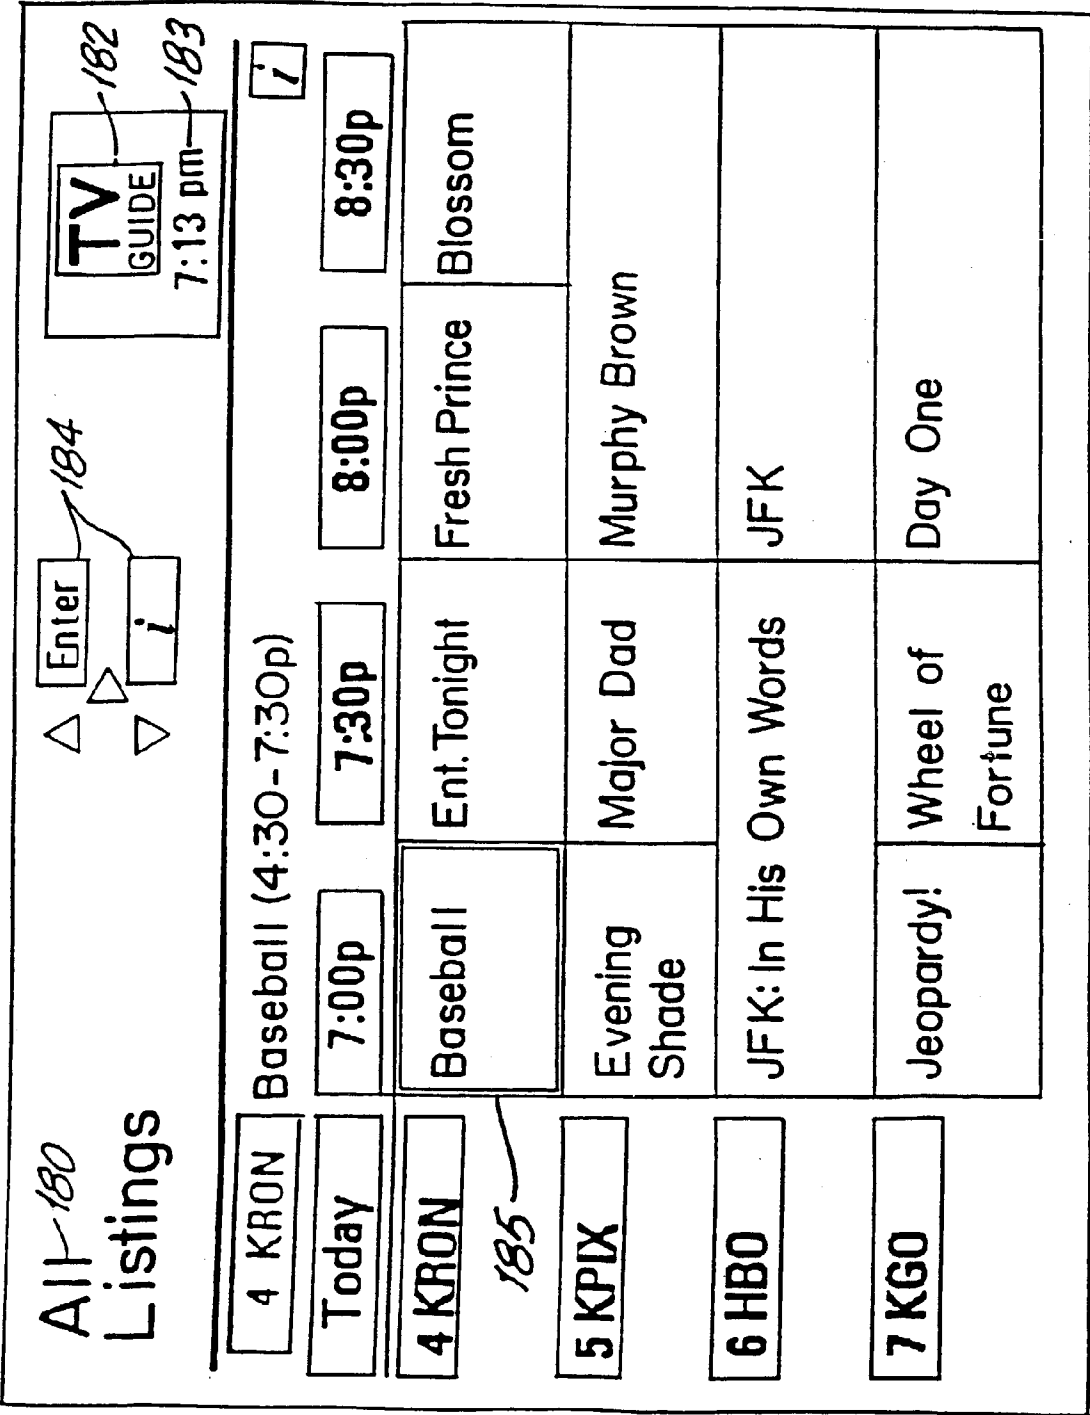 All 180
Listings
Enter
i
184
TV
GUIDE
182
7:13 pm 183
4 KRON Baseball (4:30-7:30p) i
Today 7:00p 7:30p 8:00p 8:30p
4 KRON Baseball Ent. Tonight Fresh Prince Blossom
185
5 KPIX Evening Shade Major Dad Murphy Brown
6 HBO JFK: In His Own Words JFK
7 KGO Jeopardy! Wheel of Fortune Day One